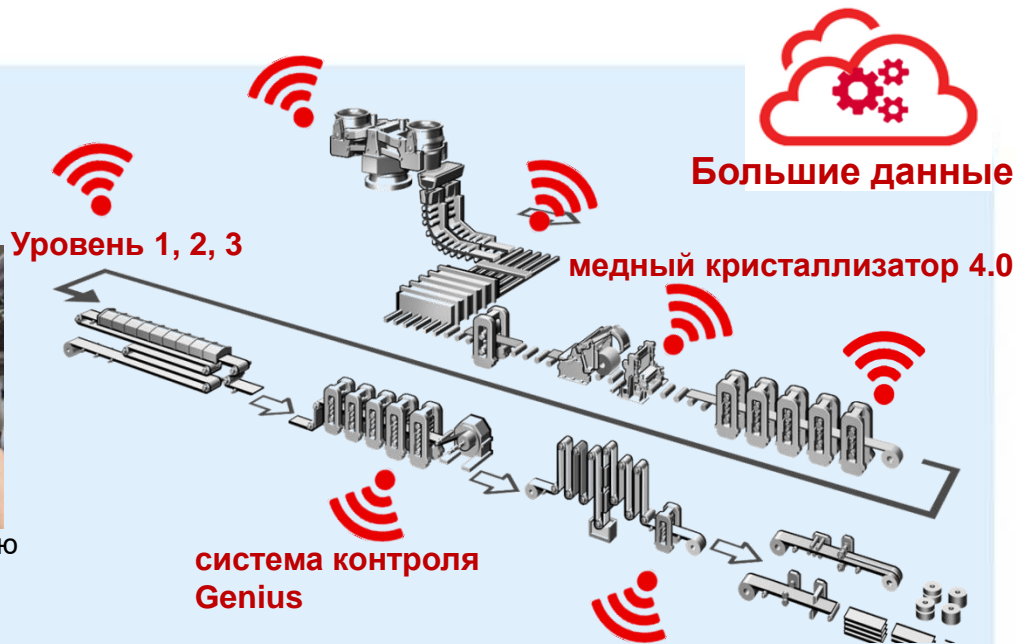 Большие данные
Уровень 1, 2, 3
медный кристаллизатор 4.0
ю
система контроля
Genius